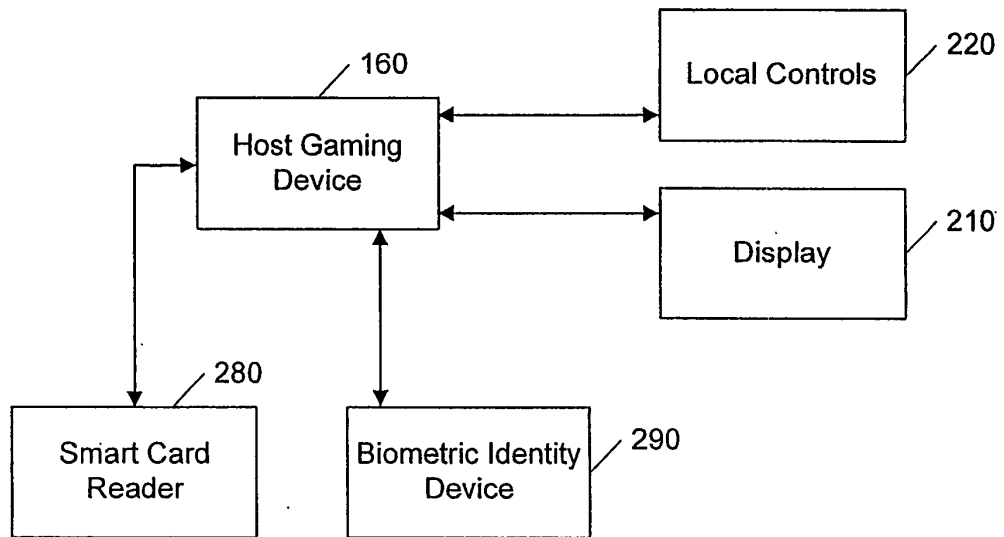 220
Local Controls
160
Host Gaming
Device
210
Display
280
Smart Card
Reader
290
Biometric Identity
Device